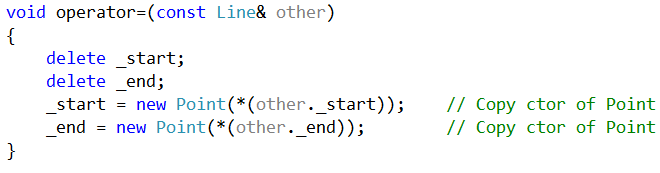 void operator=(const Line& other)
{
    delete _start;
    delete _end;
    _start = new Point(*(other._start));    // Copy ctor of Point
    _end = new Point(*(other._end));        // Copy ctor of Point
}